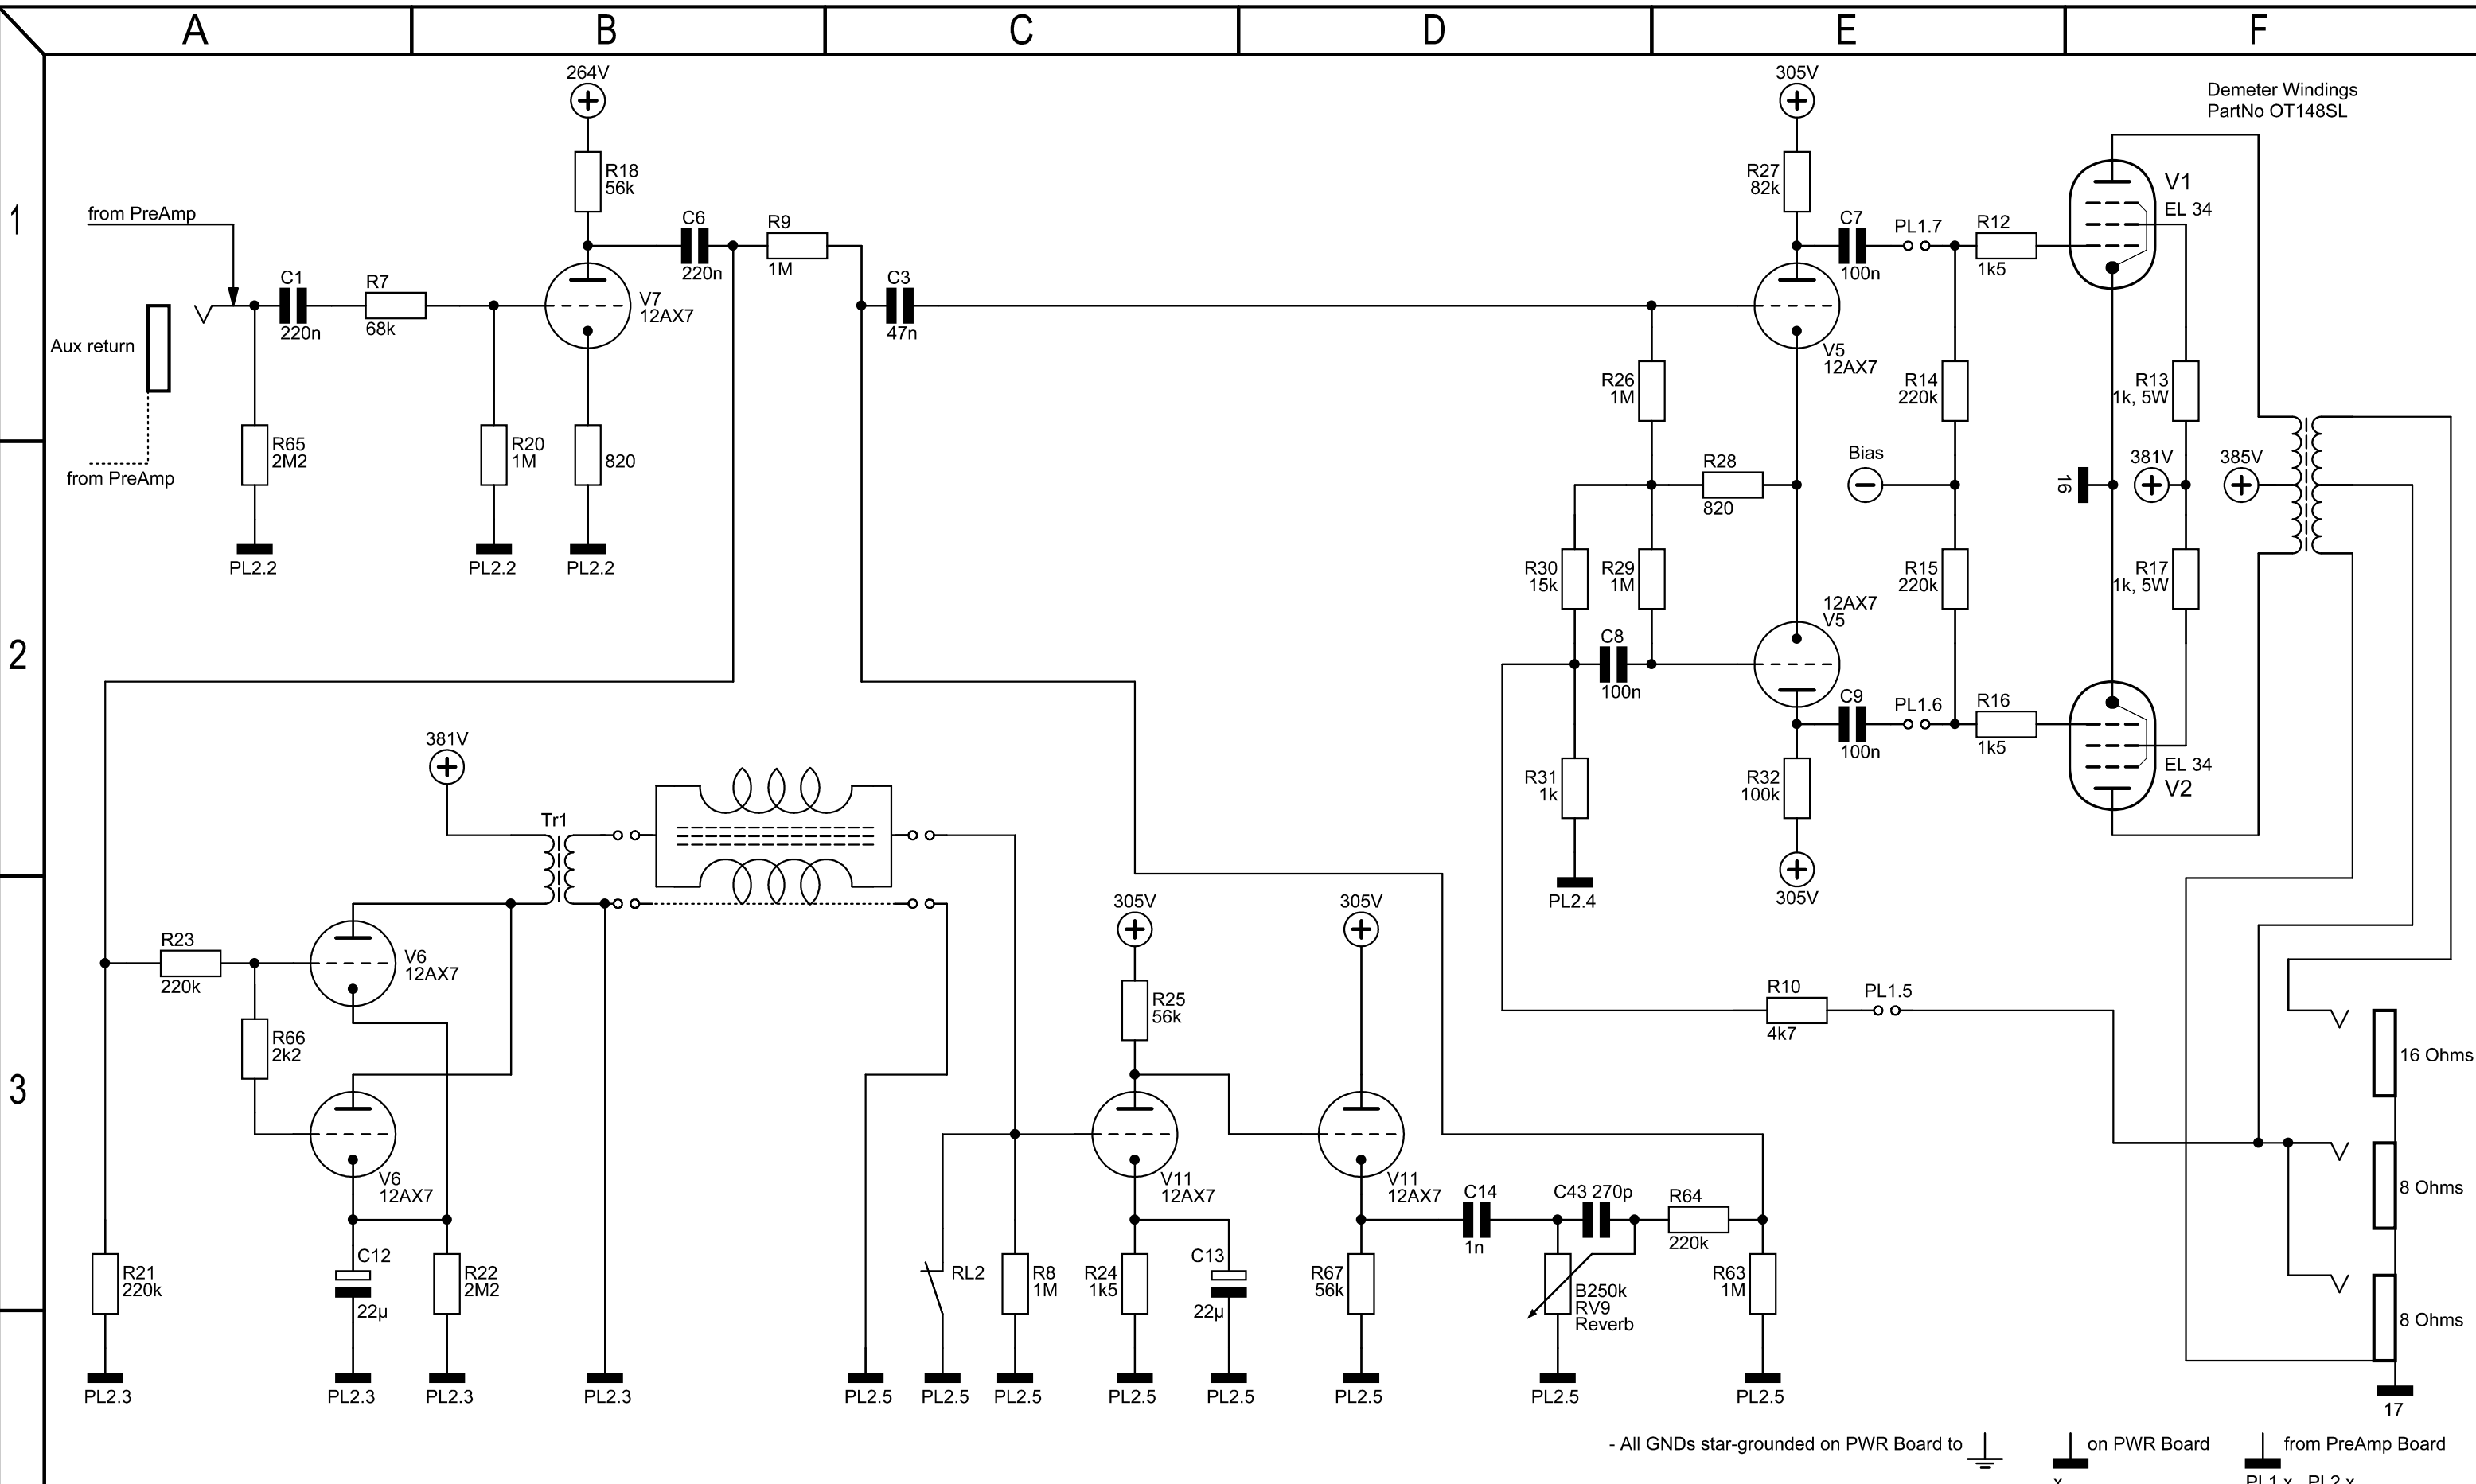 A
B
C
D
E
F
1
2
3
264V
305V
Demeter Windings
PartNo OT148SL
R18
56k
R27
82k
V1
EL 34
from PreAmp
C6
220n
R9
1M
C7
100n
PL1.7
R12
1k5
C1
220n
R7
68k
V7
12AX7
C3
47n
Aux return
V5
12AX7
R26
1M
R14
220k
R13
1k, 5W
from PreAmp
R65
2M2
R20
1M
820
R28
820
Bias
16
381V
385V
PL2.2
PL2.2
PL2.2
R30
15k
R29
1M
R15
220k
R17
1k, 5W
12AX7
V5
C8
100n
C9
100n
PL1.6
R16
1k5
381V
R31
1k
R32
100k
EL 34
V2
Tr1
PL2.4
305V
305V
305V
R23
220k
V6
12AX7
R25
56k
R10
4k7
PL1.5
R66
2k2
16 Ohms
V6
12AX7
V11
12AX7
V11
12AX7
C14
1n
C43 270p
R64
220k
8 Ohms
R21
220k
C12
22µ
R22
2M2
RL2
R8
1M
R24
1k5
C13
22µ
R67
56k
B250k
RV9
Reverb
R63
1M
8 Ohms
PL2.3
PL2.3
PL2.3
PL2.3
PL2.5
PL2.5
PL2.5
PL2.5
PL2.5
PL2.5
PL2.5
PL2.5
17
- All GNDs star-grounded on PWR Board to
on PWR Board
from PreAmp Board
x
PL1.x , PL2.x